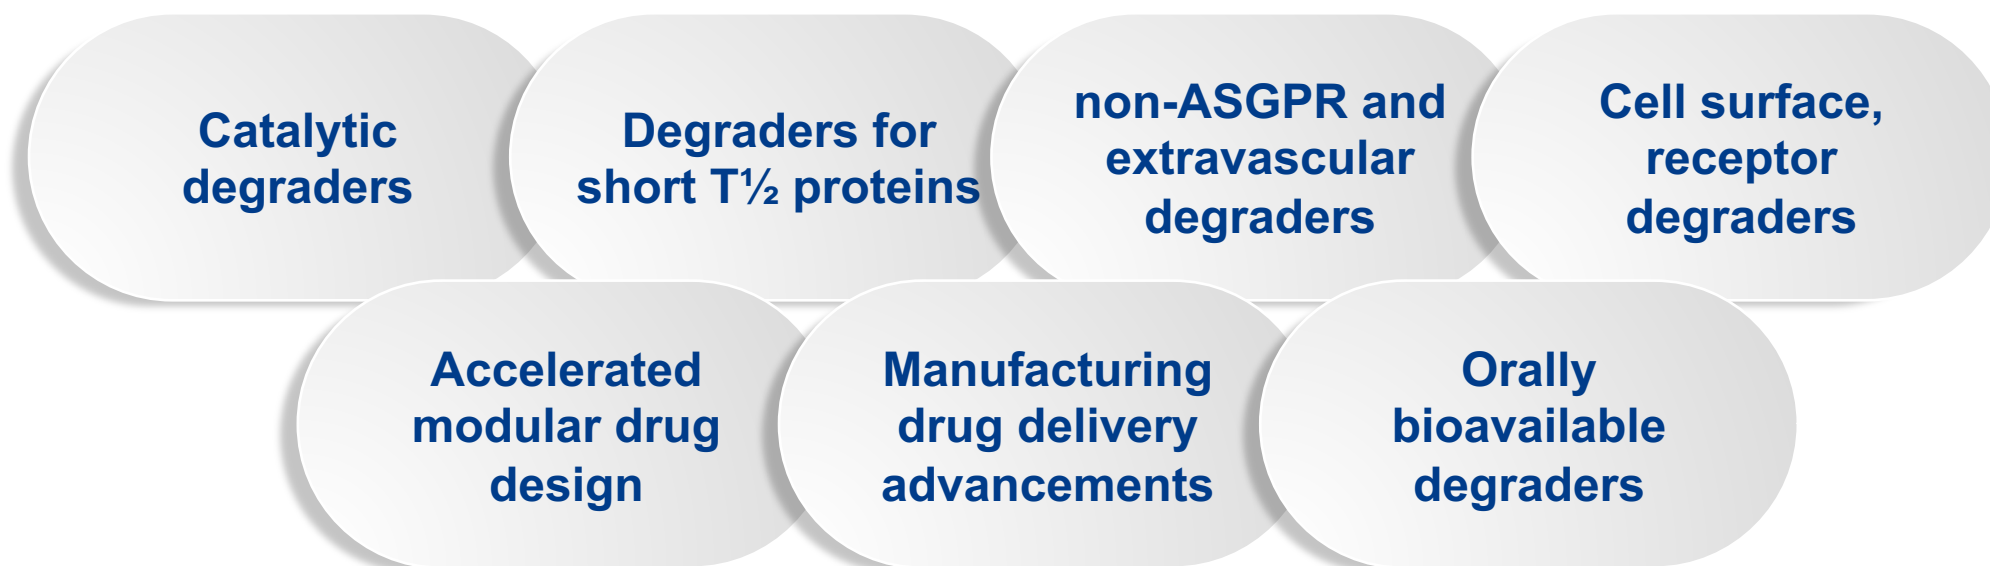 Catalytic
degraders
Degraders for
short T½ proteins
non-ASGPR and
extravascular
degraders
Cell surface,
receptor
degraders
Accelerated
modular drug
design
Manufacturing
drug delivery
advancements
Orally
bioavailable
degraders